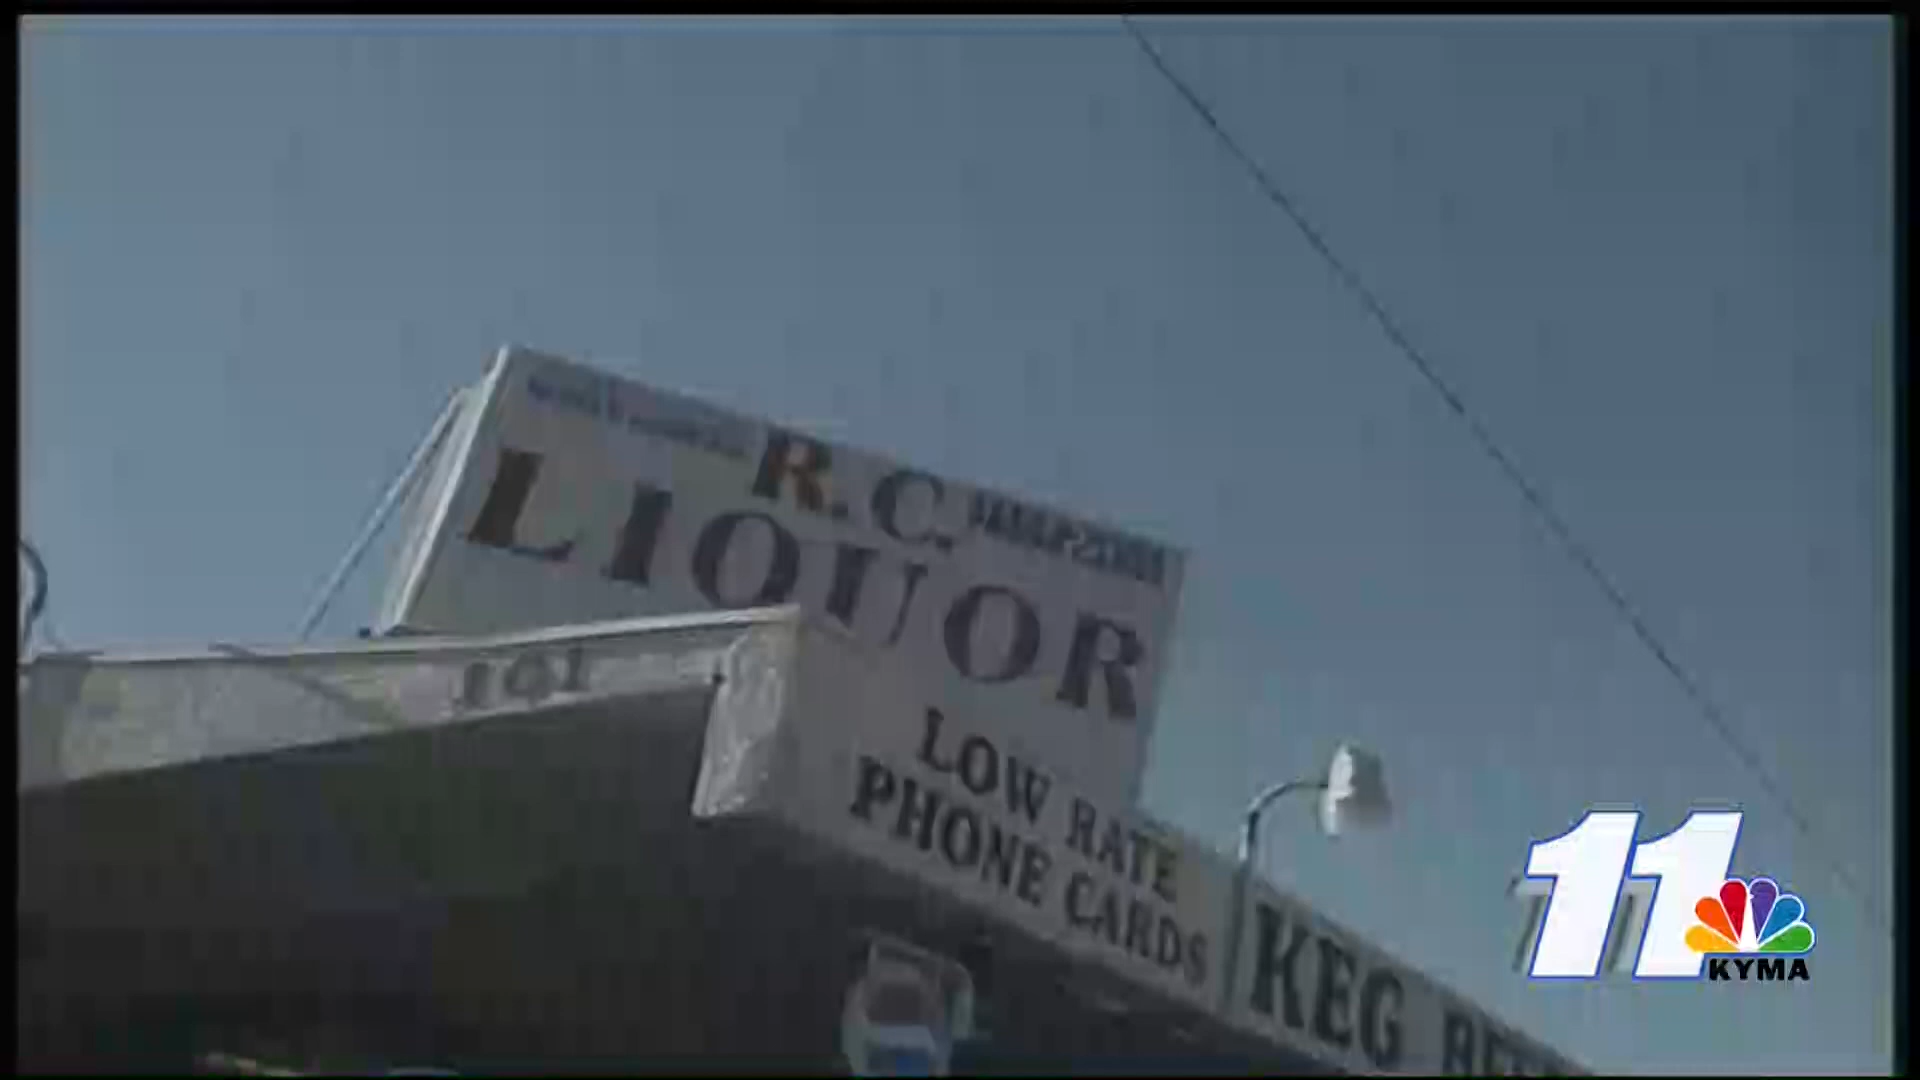 R.C.
LIQUOR
101
LOW RATE
PHONE CARDS
KEG
11
KYMA